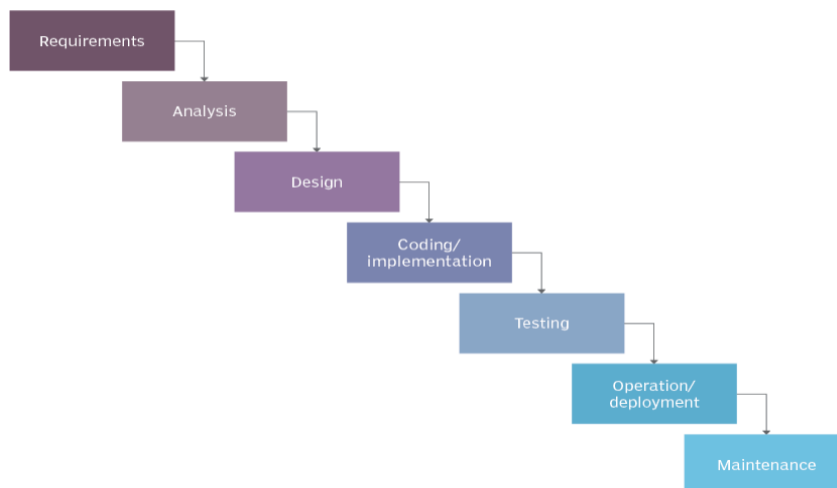 Requirements
Analysis
Design
Coding/
implementation
Testing
Operation/
deployment
Maintenance